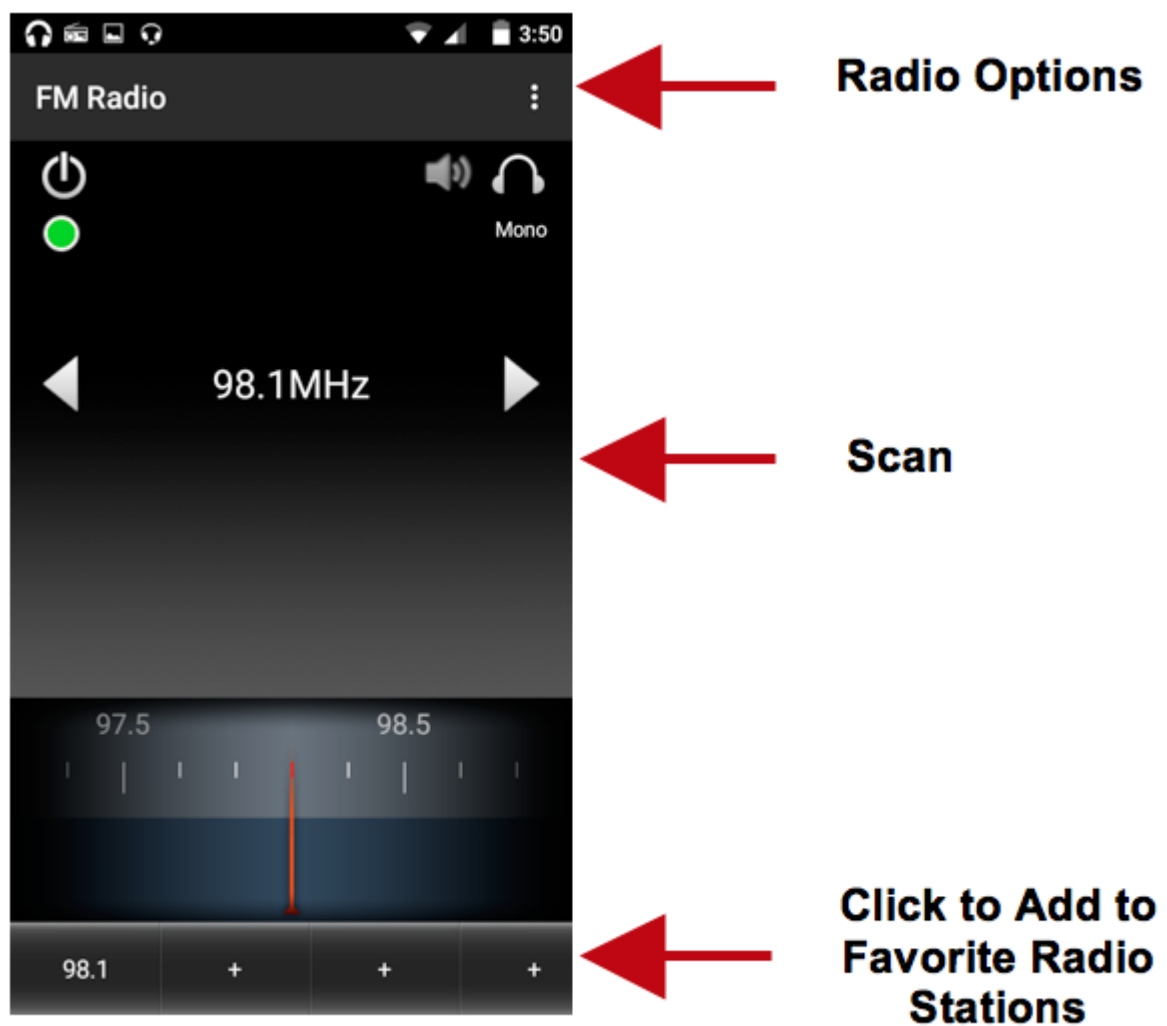 3:50
FM Radio
Radio Options
Mono
98.1MHz
Scan
97.5 98.5
98.1 + + +
Click to Add to
Favorite Radio
Stations